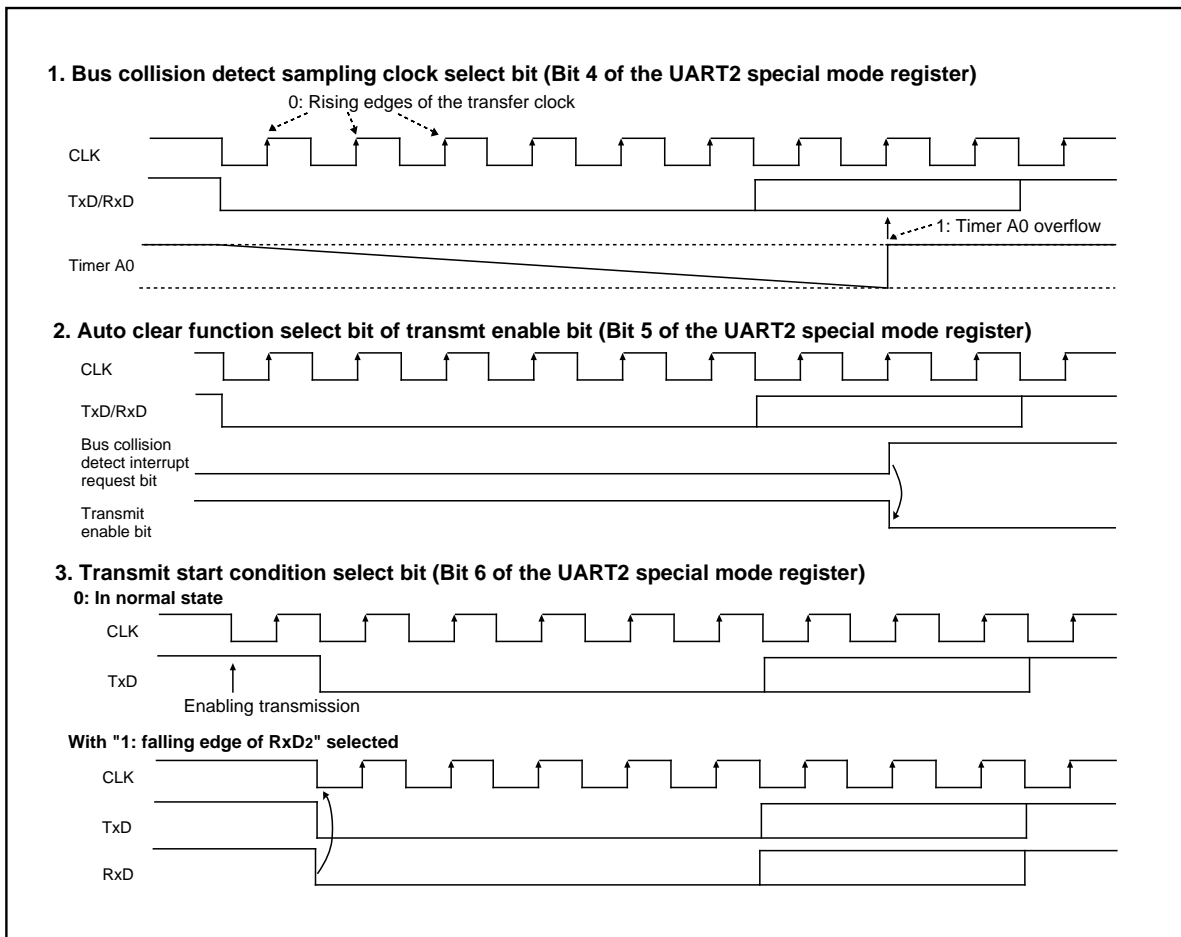 1. Bus collision detect sampling clock select bit (Bit 4 of the UART2 special mode register)
0: Rising edges of the transfer clock
CLK
TxD/RxD
1: Timer A0 overflow
Timer A0
2. Auto clear function select bit of transmt enable bit (Bit 5 of the UART2 special mode register)
CLK
TxD/RxD
Bus collision
detect interrupt
request bit
Transmit
enable bit
3. Transmit start condition select bit (Bit 6 of the UART2 special mode register)
0: In normal state
CLK
TxD
Enabling transmission
With "1: falling edge of RxD2" selected
CLK
TxD
RxD